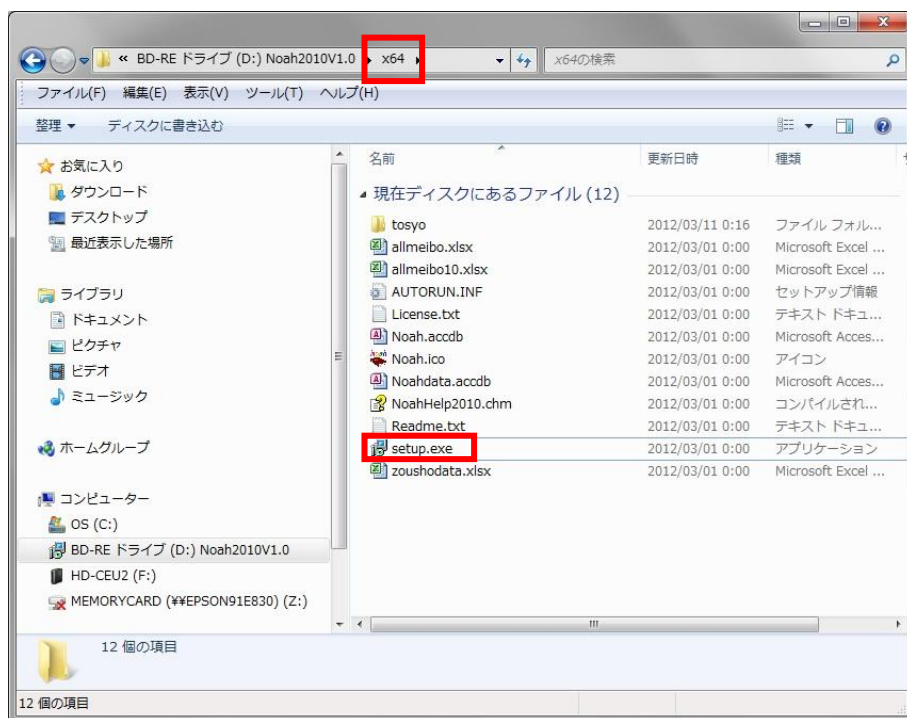 « BD-RE ドライブ (D:) Noah2010V1.0 ▸ x64 ▸ x64の検索
ファイル(F) 編集(E) 表示(V) ツール(T) ヘルプ(H)
整理 ディスクに書き込む
お気に入り
ダウンロード
デスクトップ
最近表示した場所
ライブラリ
ドキュメント
ピクチャ
ビデオ
ミュージック
ホームグループ
コンピューター
OS (C:)
BD-RE ドライブ (D:) Noah2010V1.0
HD-CEU2 (F:)
MEMORYCARD (¥¥EPSON91E830) (Z:)
名前 更新日時 種類
現在ディスクにあるファイル (12)
tosyo 2012/03/11 0:16 ファイル フォル...
allmeibo.xlsx 2012/03/01 0:00 Microsoft Excel ...
allmeibo10.xlsx 2012/03/01 0:00 Microsoft Excel ...
AUTORUN.INF 2012/03/01 0:00 セットアップ情報
License.txt 2012/03/01 0:00 テキスト ドキュ...
Noah.accdb 2012/03/01 0:00 Microsoft Acces...
Noah.ico 2012/03/01 0:00 アイコン
Noahdata.accdb 2012/03/01 0:00 Microsoft Acces...
NoahHelp2010.chm 2012/03/01 0:00 コンパイルされ...
Readme.txt 2012/03/01 0:00 テキスト ドキュ...
setup.exe 2012/03/01 0:00 アプリケーション
zoushodata.xlsx 2012/03/01 0:00 Microsoft Excel ...
12 個の項目
12 個の項目